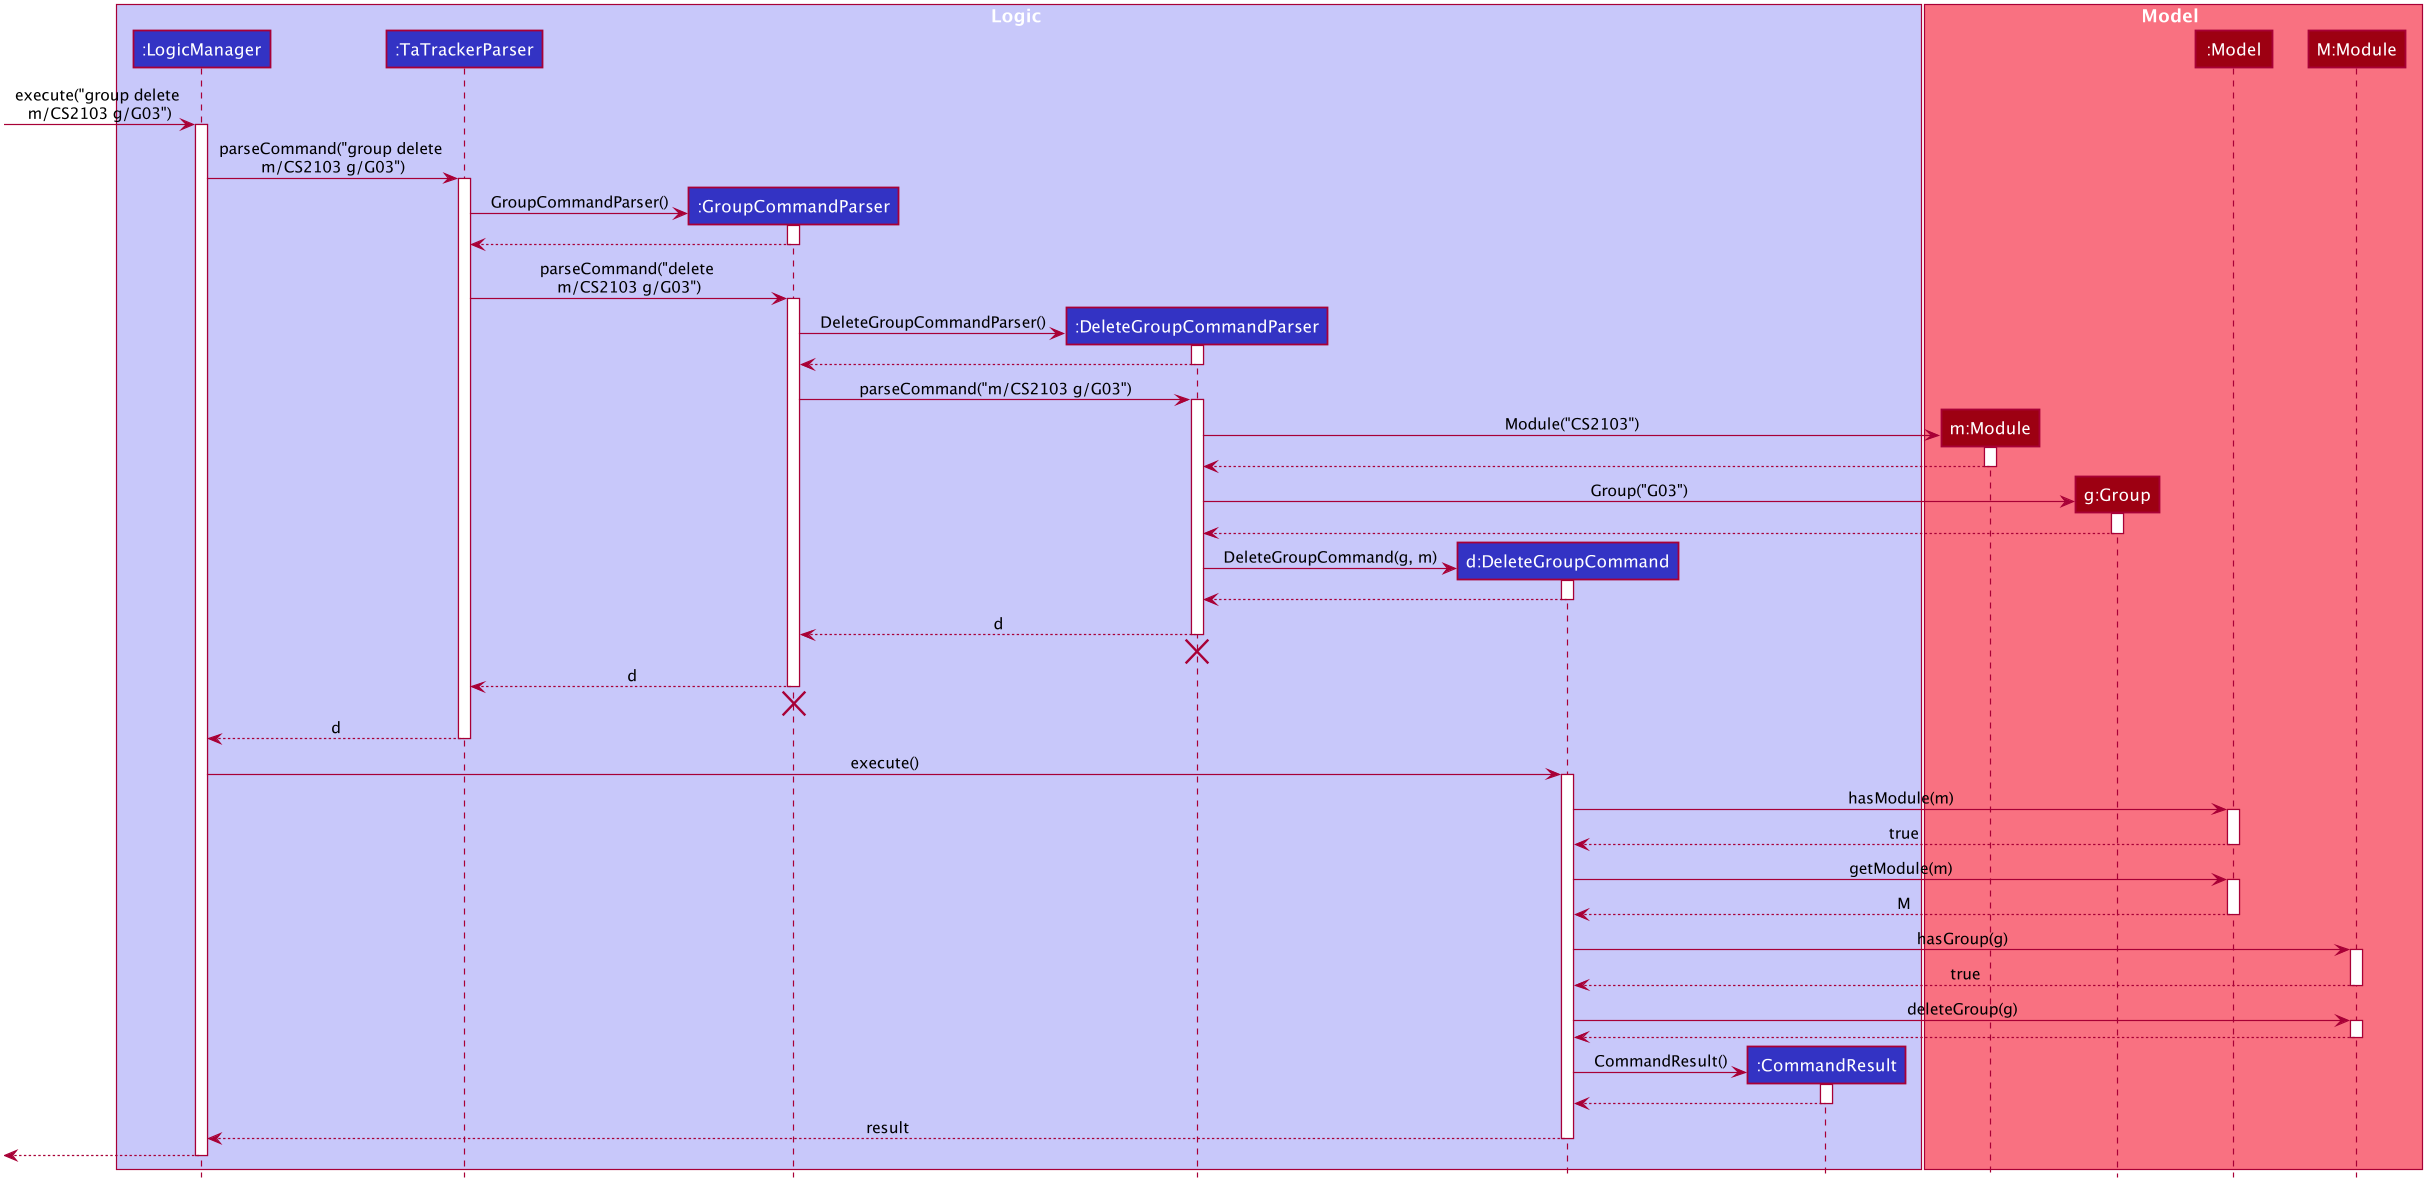 Logic
Model
:LogicManager
:TaTrackerParser
:Model
M:Module
execute("group delete
m/CS2103 g/G03")
parseCommand("group delete
m/CS2103 g/G03")
GroupCommandParser()
:GroupCommandParser
parseCommand("delete
m/CS2103 g/G03")
DeleteGroupCommandParser()
:DeleteGroupCommandParser
parseCommand("m/CS2103 g/G03")
Module("CS2103")
m:Module
Group("G03")
g:Group
DeleteGroupCommand(g, m)
d:DeleteGroupCommand
d
d
d
execute()
hasModule(m)
true
getModule(m)
M
hasGroup(g)
true
deleteGroup(g)
CommandResult()
:CommandResult
result